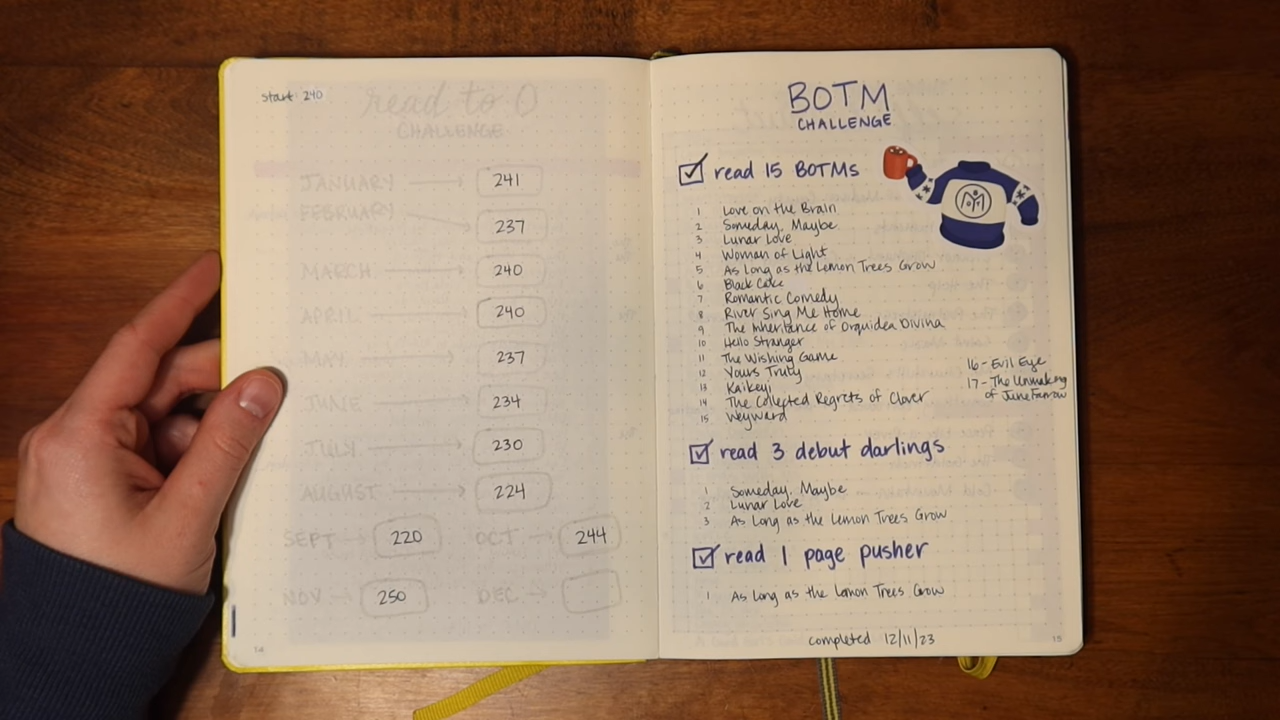 start: 240
read to 0
CHALLENGE
JANUARY → 241
FEBRUARY → 237
MARCH → 240
APRIL → 240
MAY → 237
JUNE → 234
JULY → 230
AUGUST → 224
SEPT → 220 OCT → 244
NOV → 250 DEC →
14
BOTM
CHALLENGE
read 15 BOTMs
1 Love on the Brain
2 Someday, Maybe
3 Lunar Love
4 Woman of Light
5 As Long as the Lemon Trees Grow
6 Black Cake
7 Romantic Comedy
8 River Sing Me Home
9 The Inheritance of Orquidea Divina
10 Hello Stranger
11 The Wishing Game
12 Yours Truly
13 Kaikeyi
14 The Collected Regrets of Clover
15 Weyward
16 - Evil Eye
17 - The Unmaking
of June Farrow
read 3 debut darlings
1 Someday, Maybe
2 Lunar Love
3 As Long as the Lemon Trees Grow
read 1 page pusher
1 As Long as the Lemon Trees Grow
completed 12/11/23
15